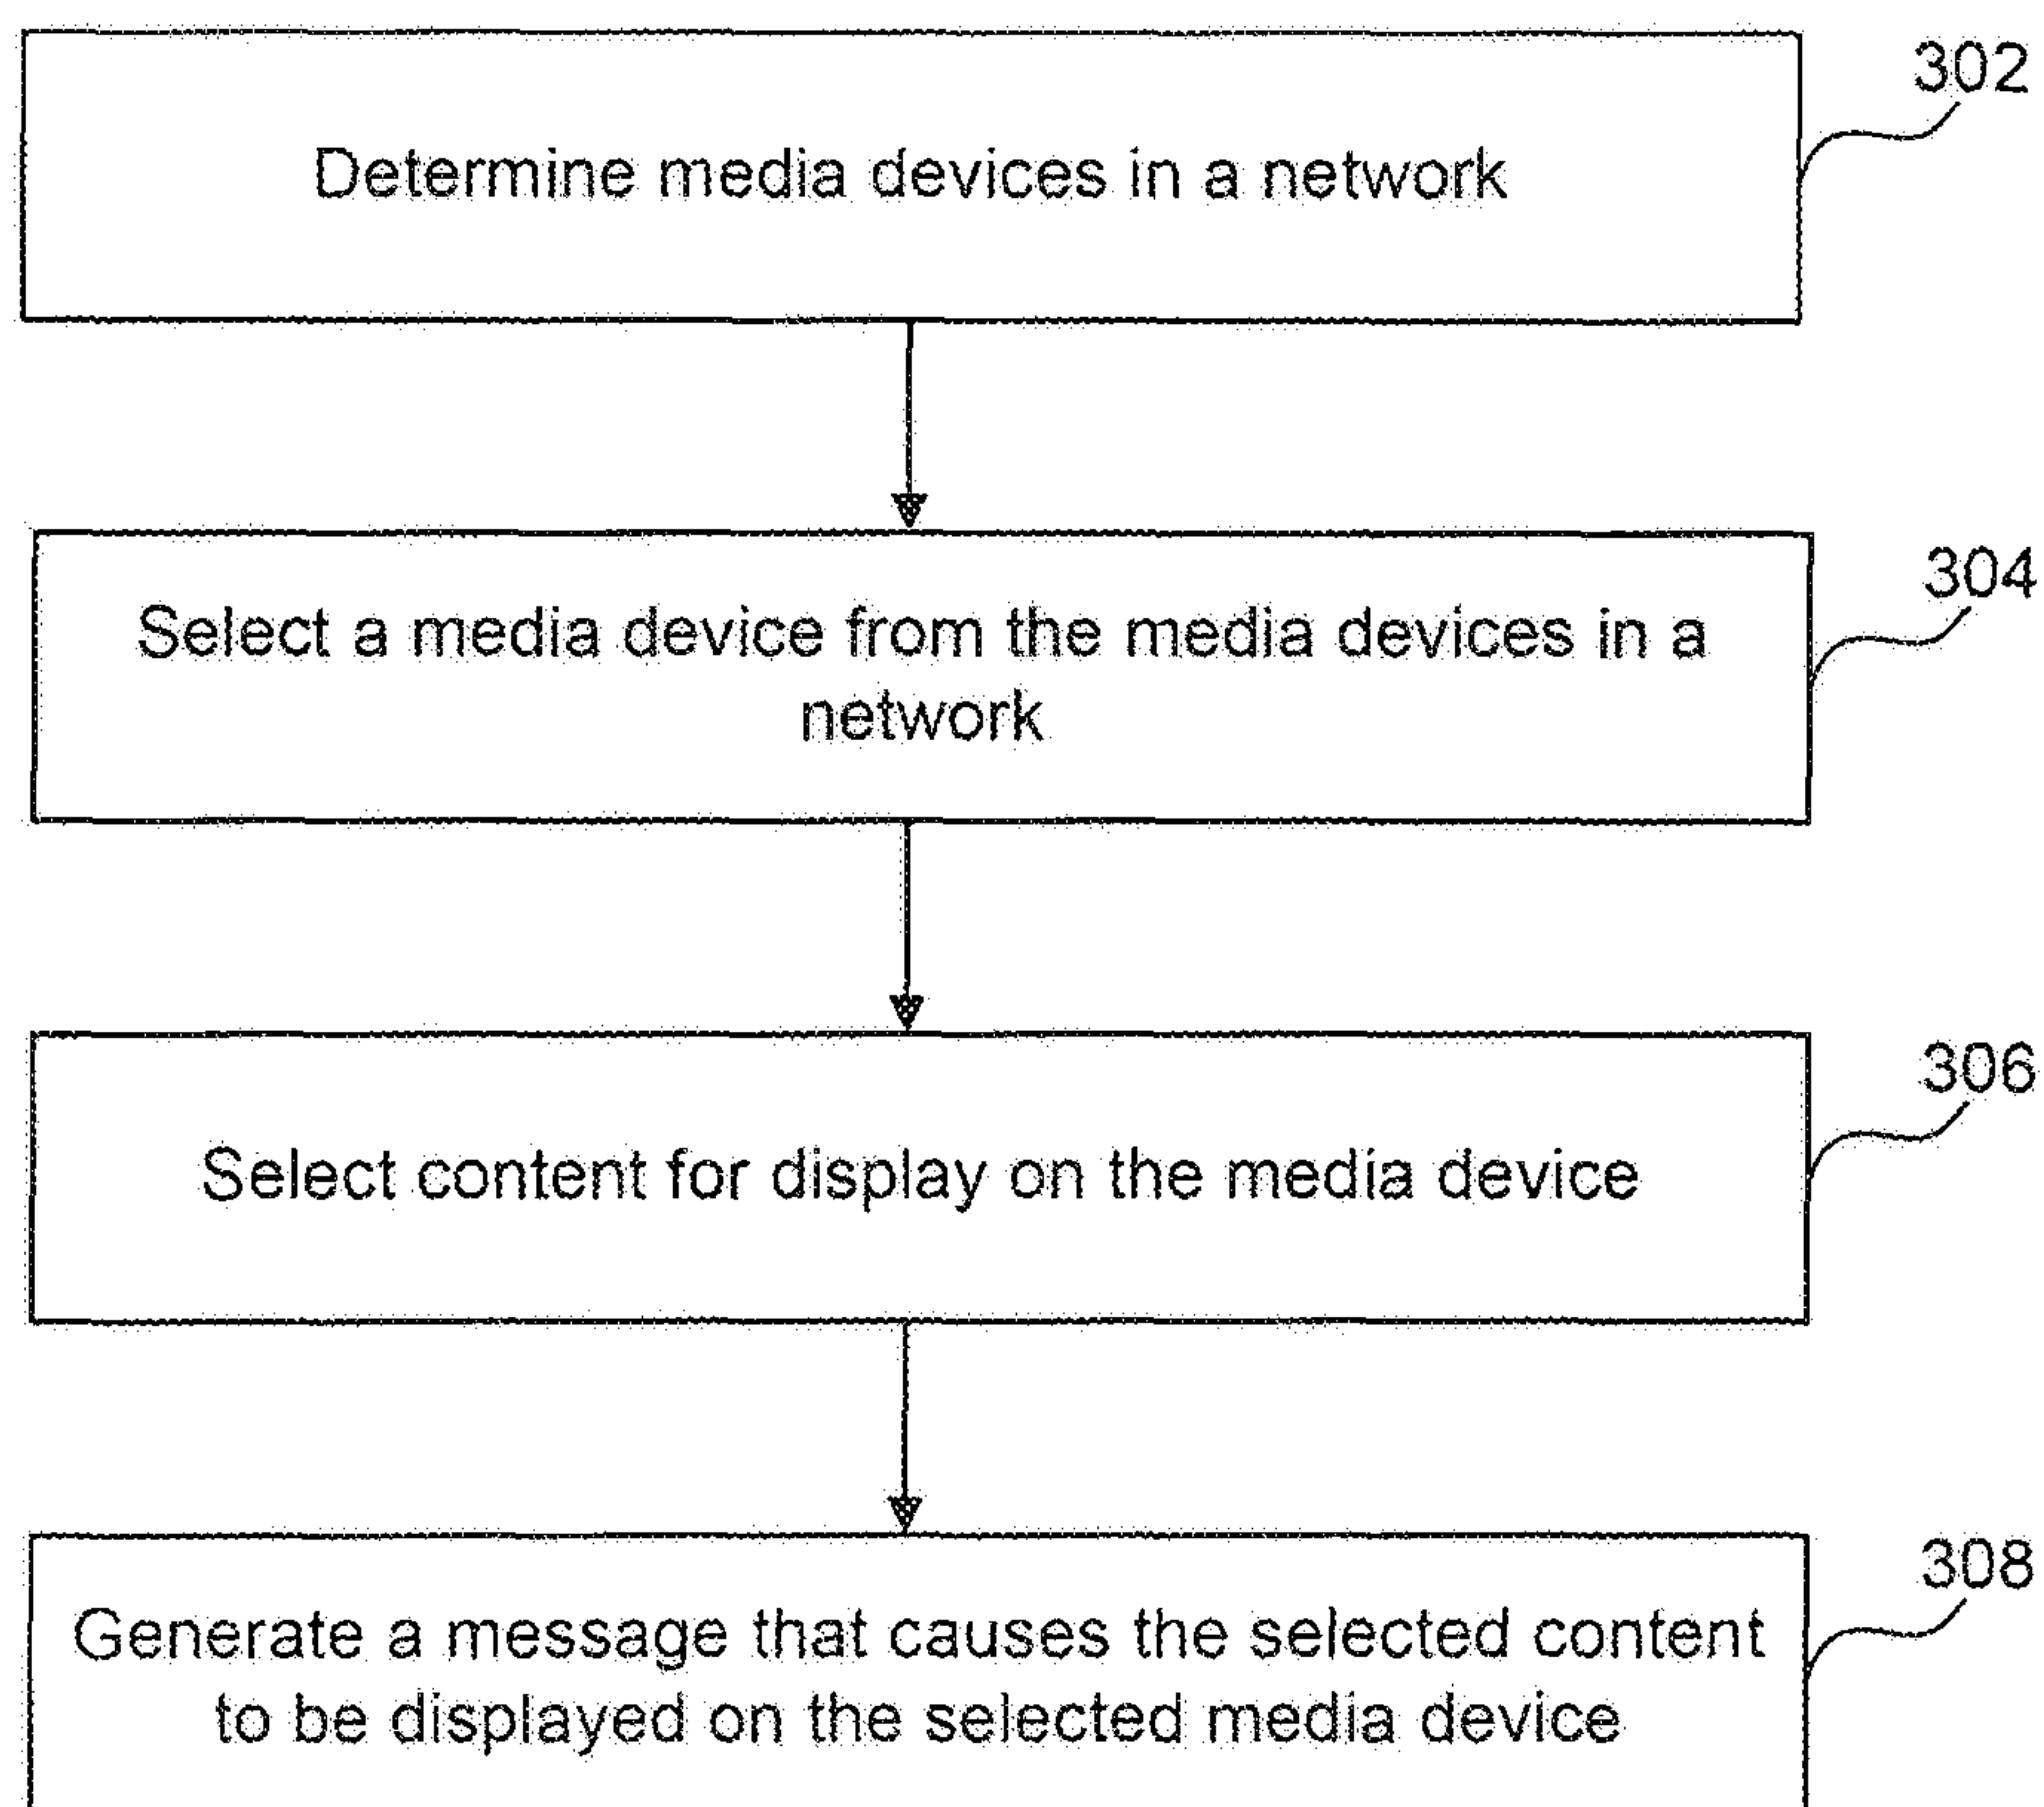 302
Determine media devices in a network
304
Select a media device from the media devices in a
network
306
Select content for display on the media device
308
Generate a message that causes the selected content
to be displayed on the selected media device